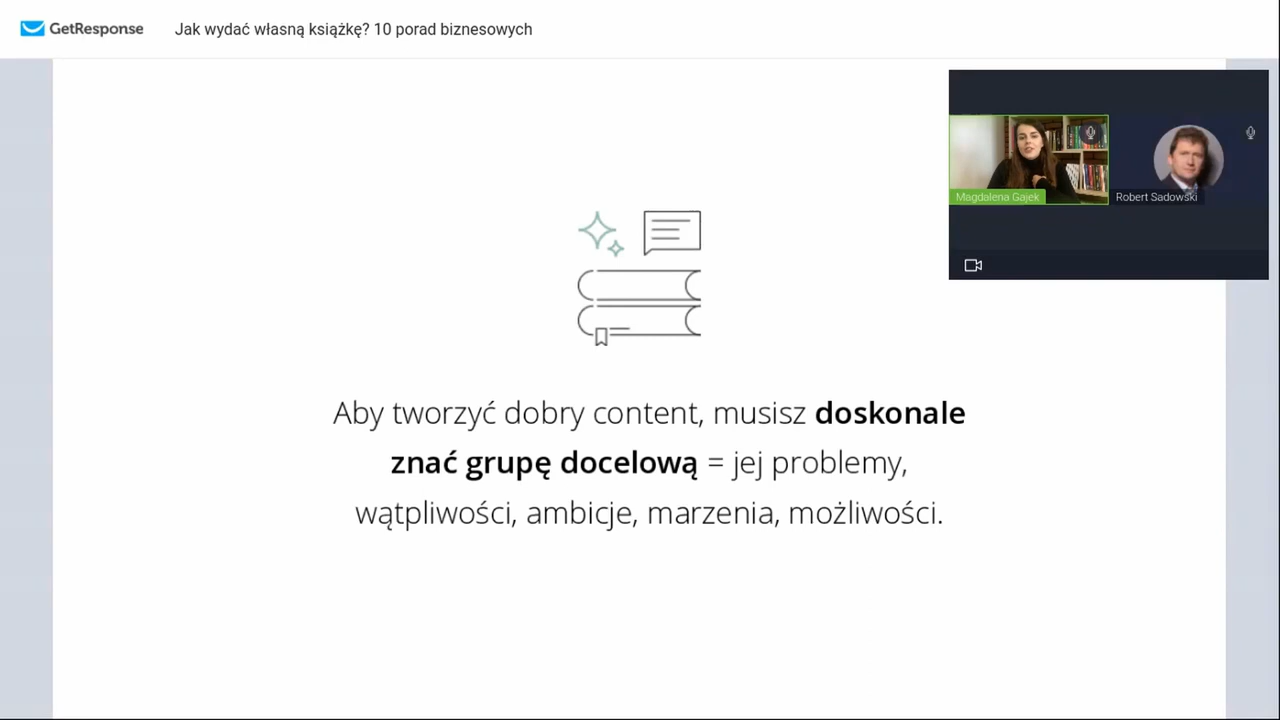 GetResponse
Jak wydać własną książkę? 10 porad biznesowych
Magdalena Gajek
Robert Sadowski
Aby tworzyć dobry content, musisz doskonale
znać grupę docelową = jej problemy,
wątpliwości, ambicje, marzenia, możliwości.